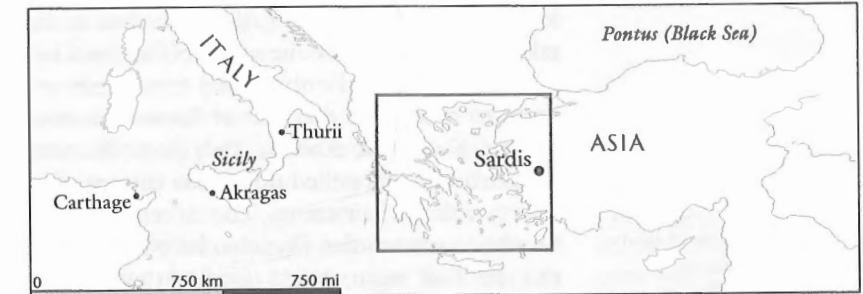 Pontus (Black Sea)
ITALY
Thurii
ASIA
Sardis
Sicily
Akragas
Carthage
0 750 km 750 mi